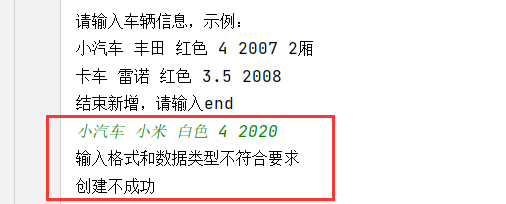 请输入车辆信息，示例：
小汽车 丰田 红色 4 2007 2厢
卡车 雷诺 红色 3.5 2008
结束新增，请输入end
小汽车 小米 白色 4 2020
输入格式和数据类型不符合要求
创建不成功